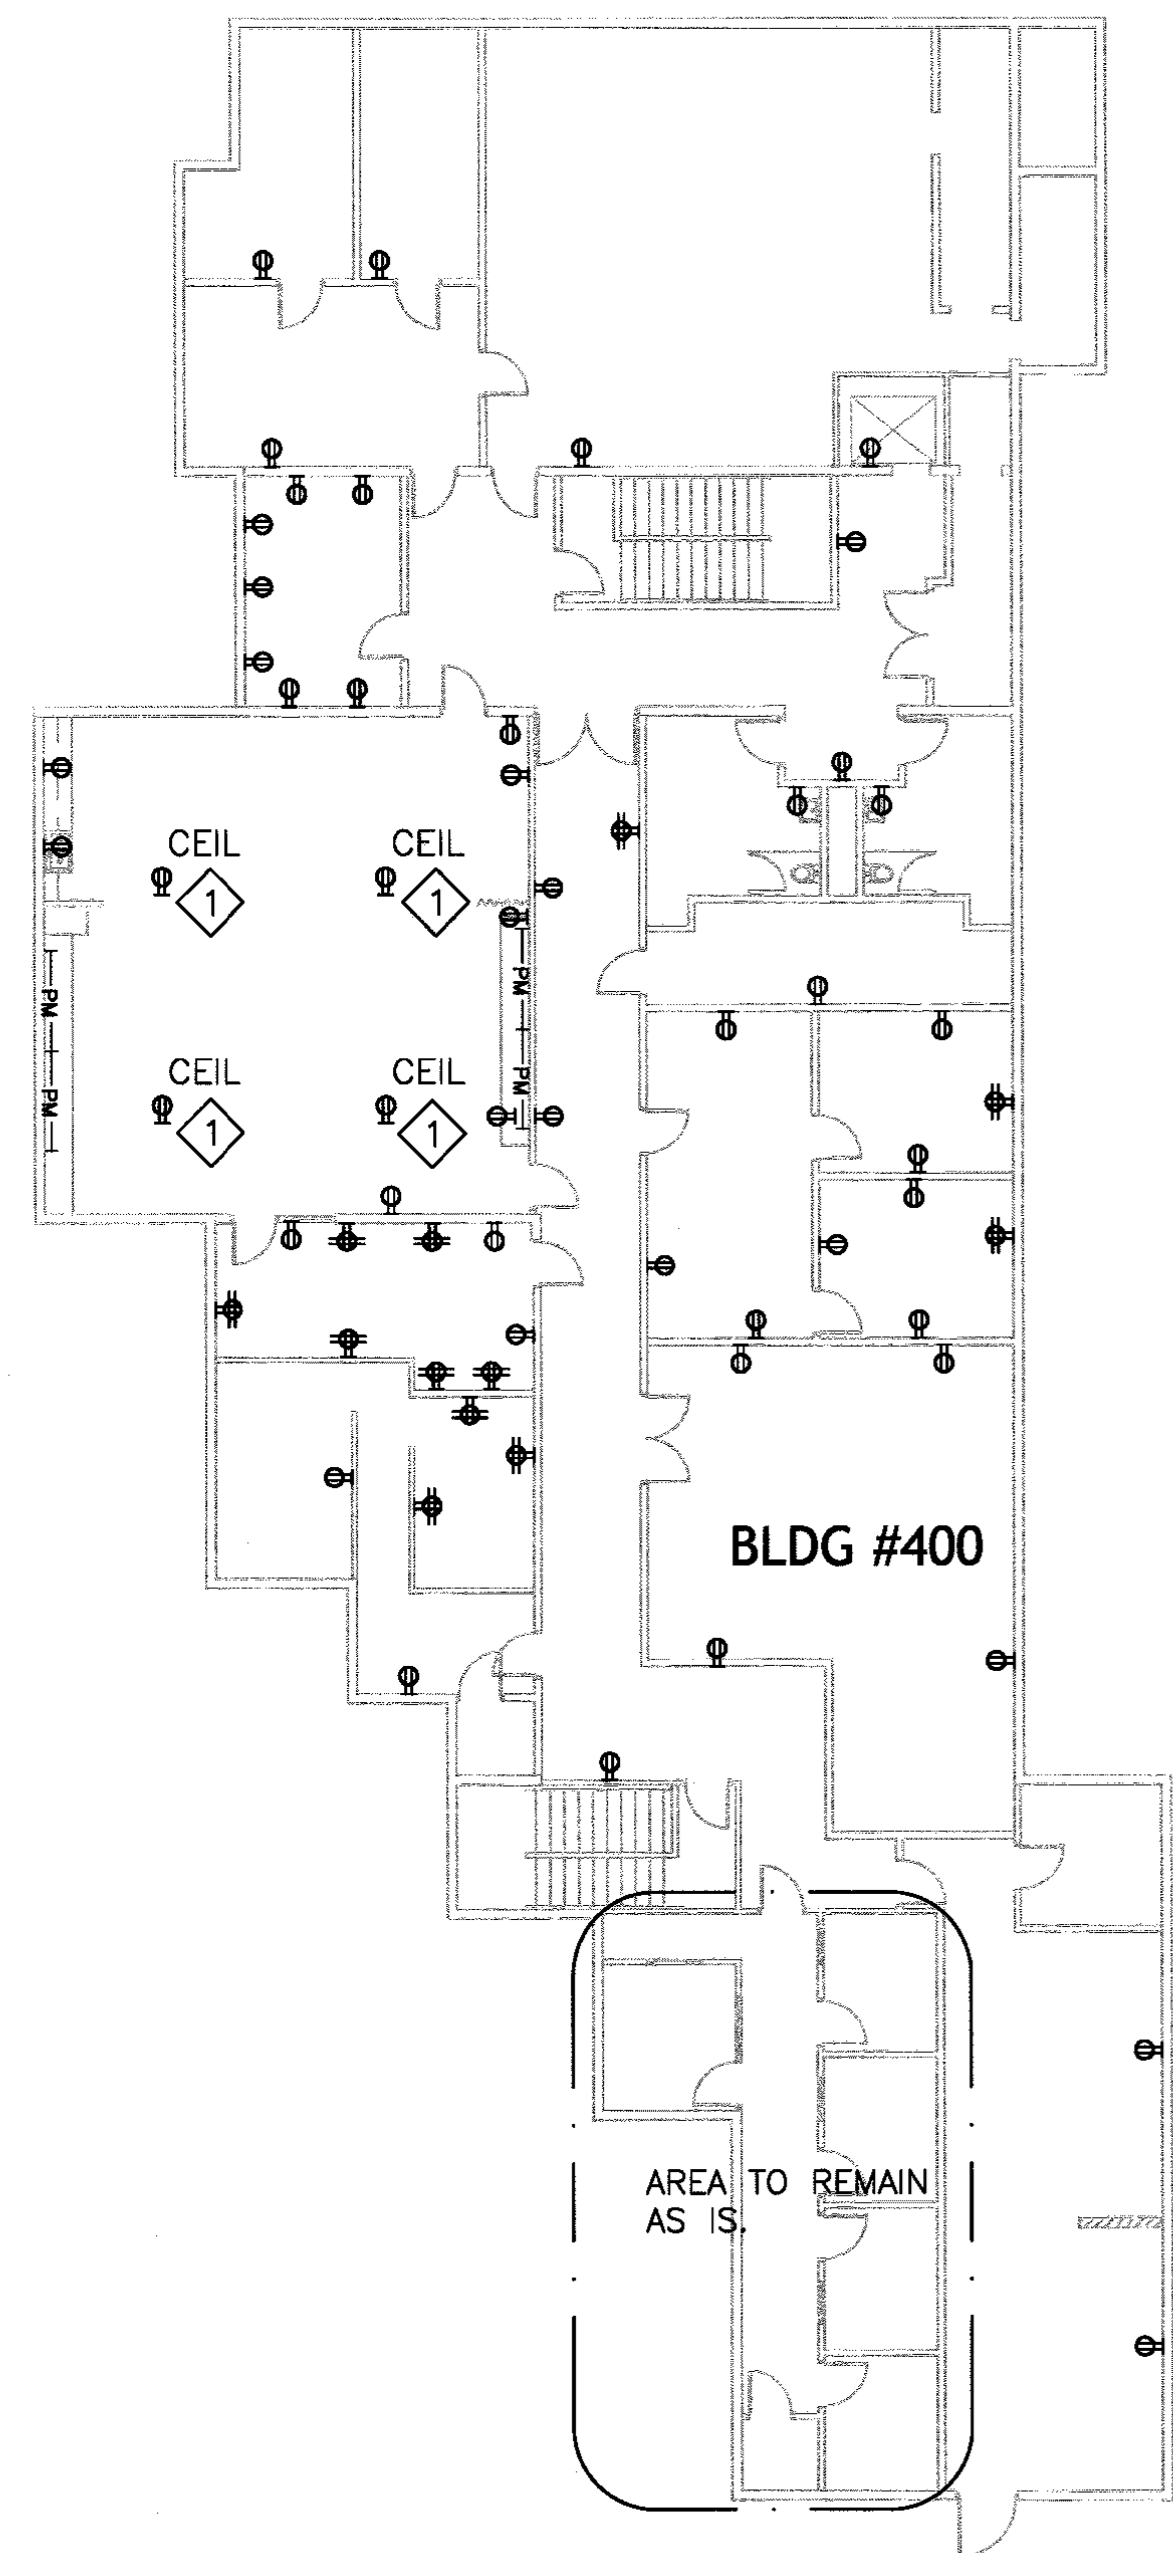 CEIL
CEIL
1
1
PM
PM
CEIL
CEIL
PM
PM
1
1
BLDG #400
AREA TO REMAIN
AS IS.